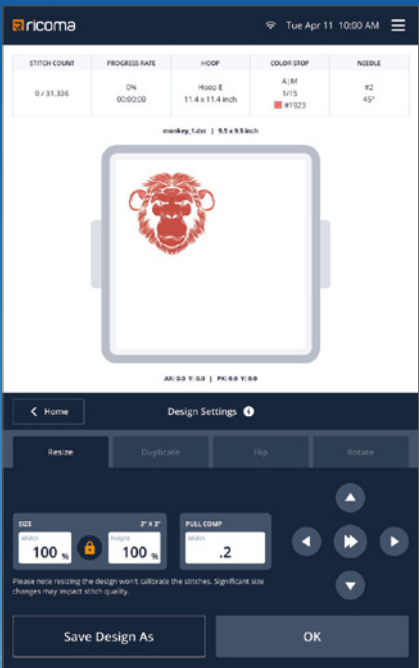 ricoma Tue Apr 11 10:00 AM
STITCH COUNT PROGRESS RATE HOOP COLOR STOP NEEDLE
0 / 31,336 0% 00:00:00 Hoop E 11.4 x 11.4 inch A|M 1/15 #1923 #2 45°
monkey_1.dst | 9.5 x 9.5 inch
AX: 0.0 Y: 0.0 | PX: 0.0 Y: 0.0
Home Design Settings
Resize Duplicate Flip Rotate
SIZE 3" X 3" PULL COMP
Width Height Width
100 % 100 % .2
Please note resizing the design won't calibrate the stitches. Significant size
changes may impact stitch quality.
Save Design As OK